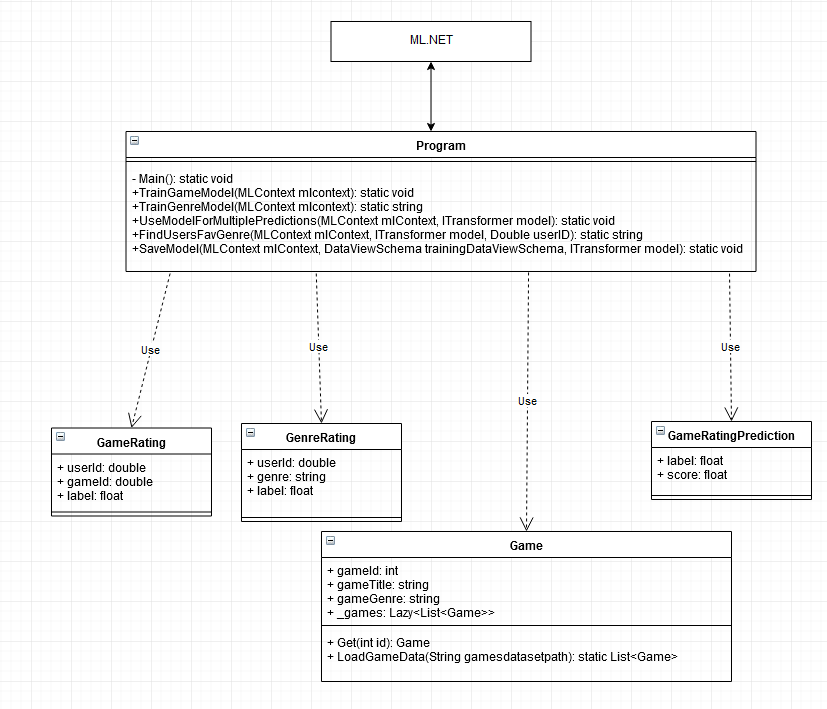 ML.NET
Program
- Main(): static void
+TrainGameModel(MLContext mlcontext): static void
+TrainGenreModel(MLContext mlcontext): static string
+UseModelForMultiplePredictions(MLContext mlContext, ITransformer model): static void
+FindUsersFavGenre(MLContext mlContext, ITransformer model, Double userID): static string
+SaveModel(MLContext mlContext, DataViewSchema trainingDataViewSchema, ITransformer model): static void
Use
Use
Use
Use
GameRating
+ userId: double
+ gameId: double
+ label: float
GenreRating
+ userId: double
+ genre: string
+ label: float
GameRatingPrediction
+ label: float
+ score: float
Game
+ gameId: int
+ gameTitle: string
+ gameGenre: string
+ _games: Lazy<List<Game>>
+ Get(int id): Game
+ LoadGameData(String gamesdatasetpath): static List<Game>